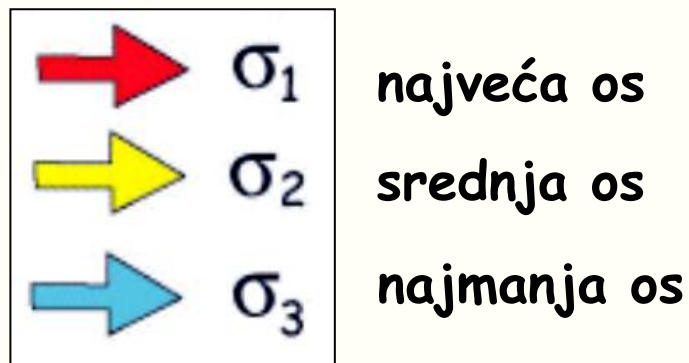 σ₁ najveća os
σ₂ srednja os
σ₃ najmanja os